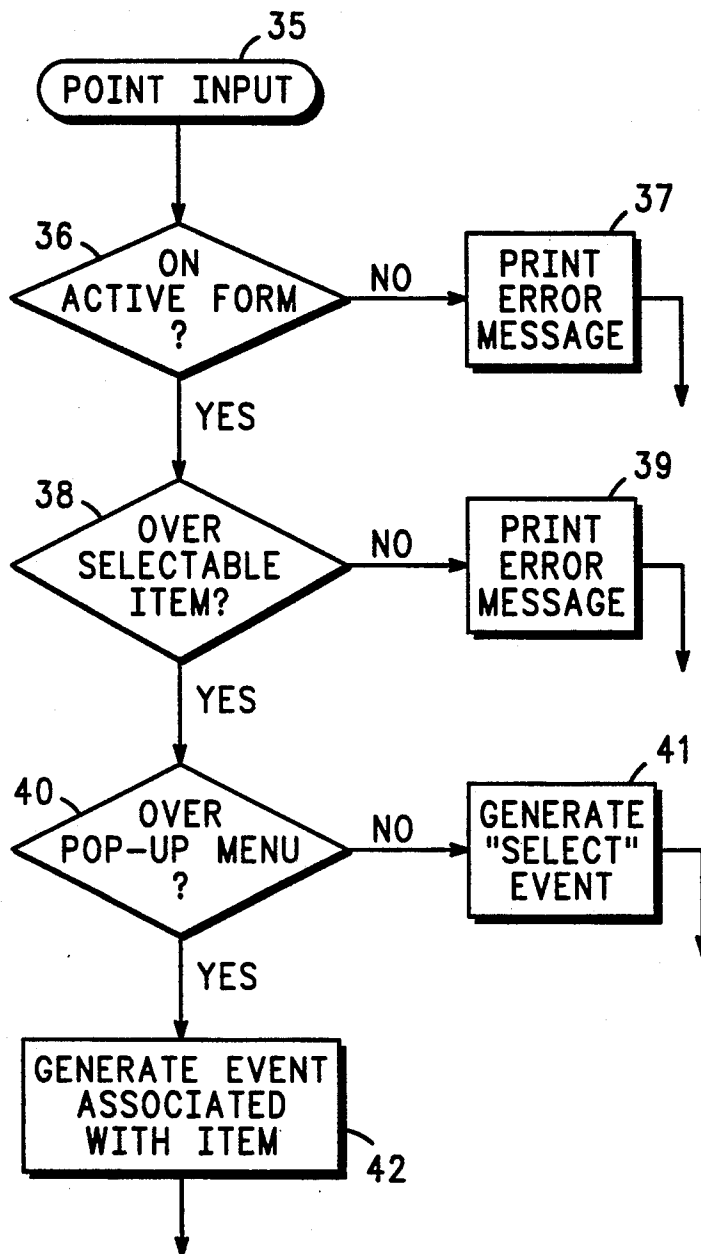 35
POINT INPUT
36
ON
ACTIVE FORM
?
NO
37
PRINT
ERROR
MESSAGE
YES
38
OVER
SELECTABLE
ITEM?
NO
39
PRINT
ERROR
MESSAGE
YES
40
OVER
POP-UP MENU
?
NO
41
GENERATE
"SELECT"
EVENT
YES
GENERATE EVENT
ASSOCIATED
WITH ITEM
42